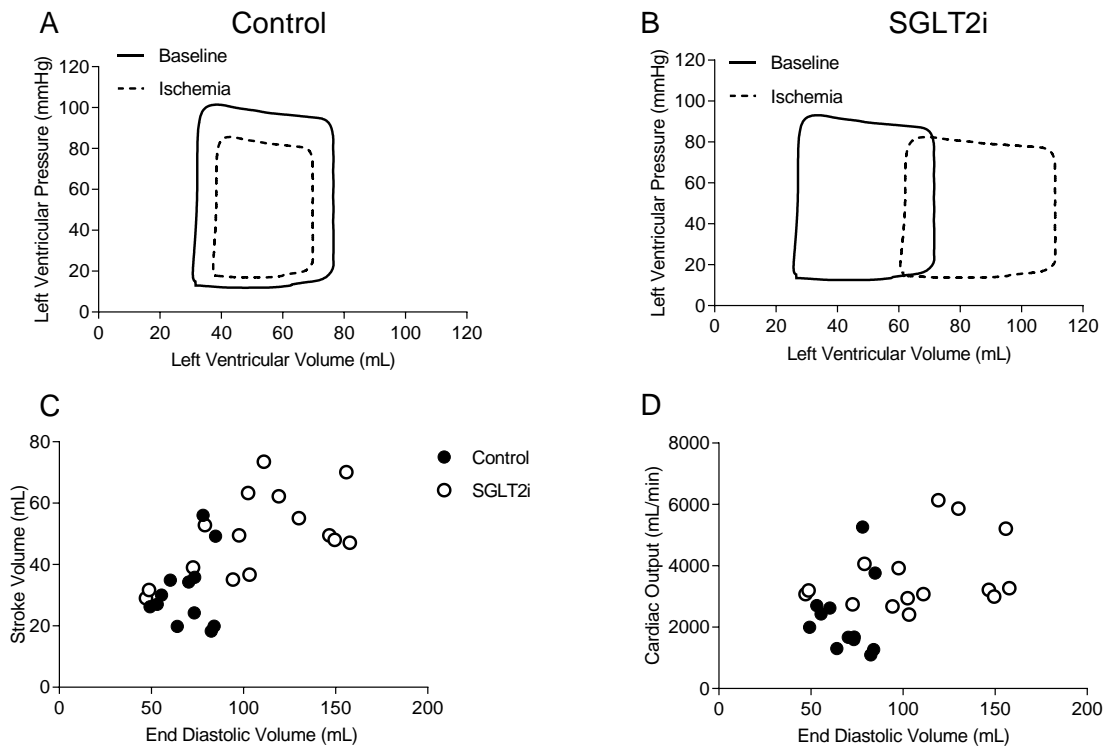 A
Control
Baseline
Ischemia
Left Ventricular Pressure (mmHg)
120
100
80
60
40
20
0
0 20 40 60 80 100 120
Left Ventricular Volume (mL)
B
SGLT2i
Baseline
Ischemia
Left Ventricular Pressure (mmHg)
120
100
80
60
40
20
0
0 20 40 60 80 100 120
Left Ventricular Volume (mL)
C
Stroke Volume (mL)
80
60
40
20
0
0 50 100 150 200
End Diastolic Volume (mL)
Control
SGLT2i
D
Cardiac Output (mL/min)
8000
6000
4000
2000
0
0 50 100 150 200
End Diastolic Volume (mL)